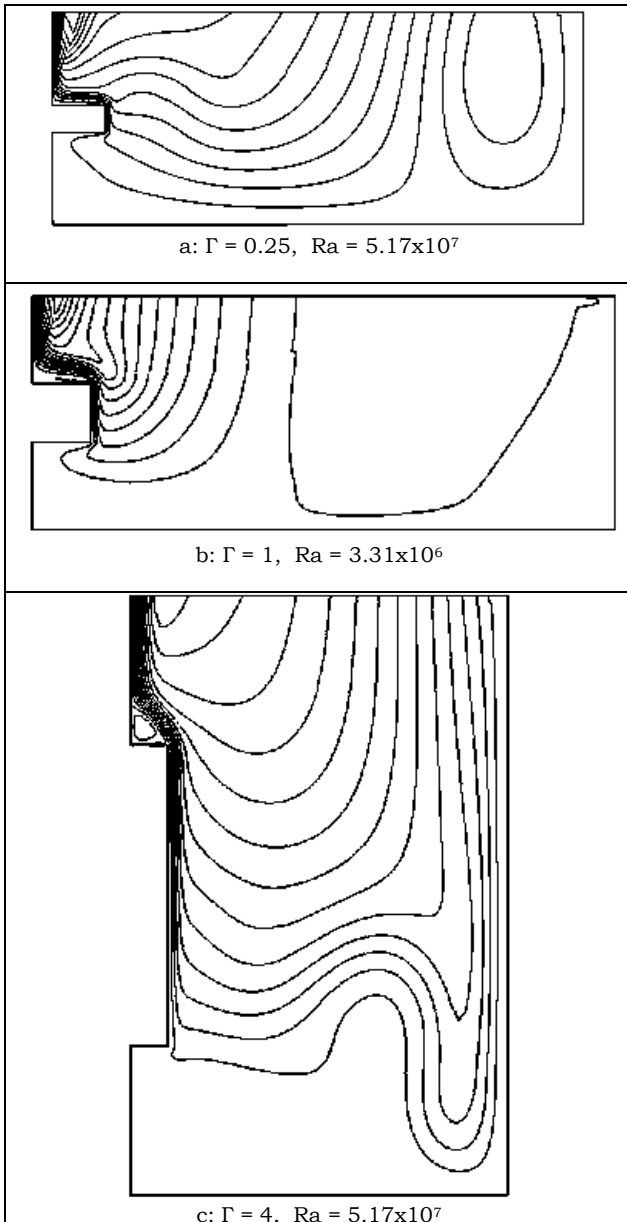 a: Γ = 0.25, Ra = 5.17x10⁷
b: Γ = 1, Ra = 3.31x10⁶
c: Γ = 4, Ra = 5.17x10⁷